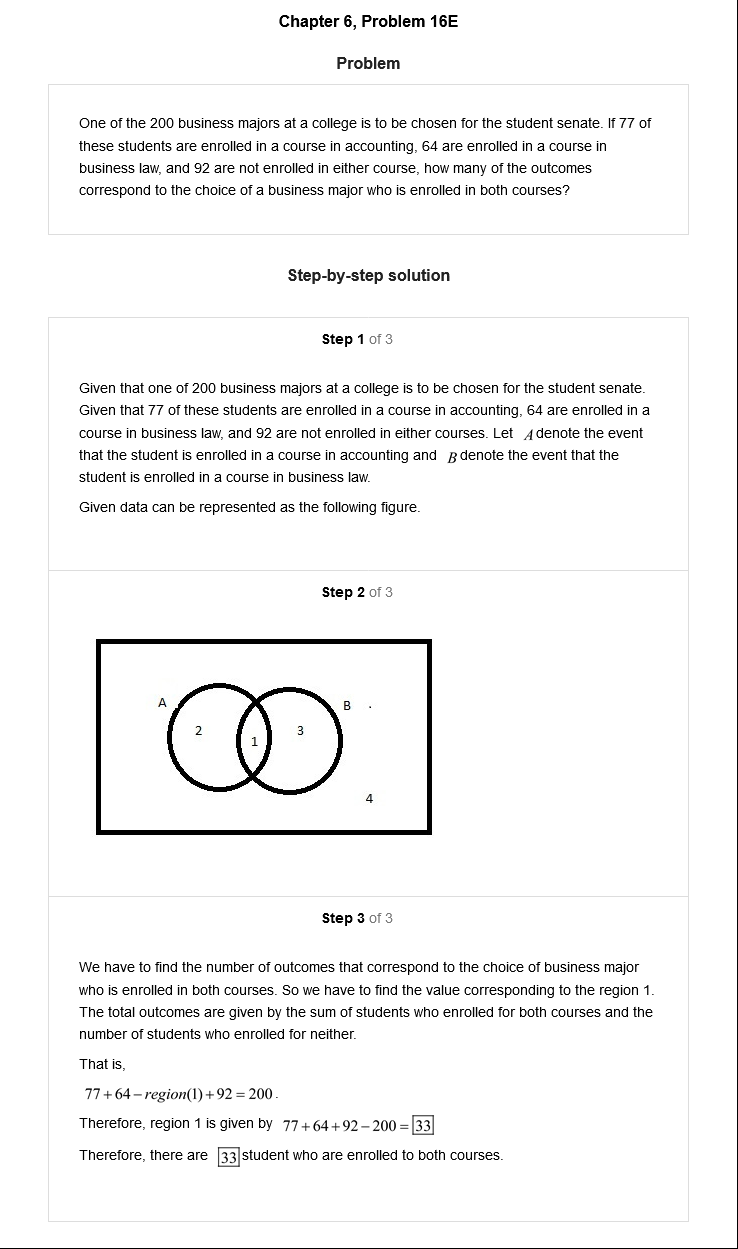 Chapter 6, Problem 16E
Problem
One of the 200 business majors at a college is to be chosen for the student senate. If 77 of
these students are enrolled in a course in accounting, 64 are enrolled in a course in
business law, and 92 are not enrolled in either course, how many of the outcomes
correspond to the choice of a business major who is enrolled in both courses?
Step-by-step solution
Step 1 of 3
Given that one of 200 business majors at a college is to be chosen for the student senate.
Given that 77 of these students are enrolled in a course in accounting, 64 are enrolled in a
course in business law, and 92 are not enrolled in either courses. Let A denote the event
that the student is enrolled in a course in accounting and B denote the event that the
student is enrolled in a course in business law.
Given data can be represented as the following figure.
Step 2 of 3
A B .
2 1 3
4
Step 3 of 3
We have to find the number of outcomes that correspond to the choice of business major
who is enrolled in both courses. So we have to find the value corresponding to the region 1.
The total outcomes are given by the sum of students who enrolled for both courses and the
number of students who enrolled for neither.
That is,
77 + 64 − region(1) + 92 = 200.
Therefore, region 1 is given by 77 + 64 + 92 − 200 = 33
Therefore, there are 33 student who are enrolled to both courses.